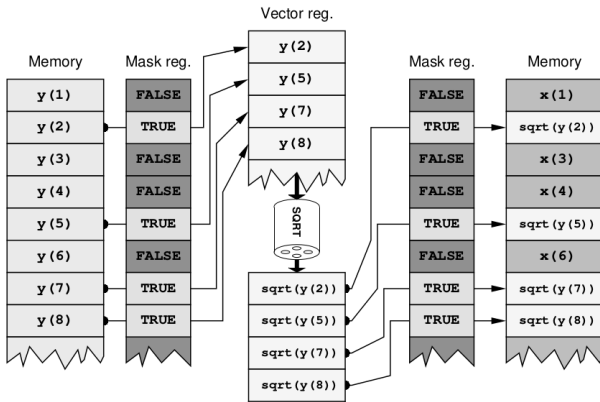 Vector reg.
Memory
Mask reg.
y(1)
y(2)
y(3)
y(4)
y(5)
y(6)
y(7)
y(8)
FALSE
TRUE
FALSE
FALSE
TRUE
FALSE
TRUE
TRUE
y(2)
y(5)
y(7)
y(8)
SQRT
sqrt(y(2))
sqrt(y(5))
sqrt(y(7))
sqrt(y(8))
Mask reg.
Memory
FALSE
TRUE
FALSE
FALSE
TRUE
FALSE
TRUE
TRUE
x(1)
sqrt(y(2))
x(3)
x(4)
sqrt(y(5))
x(6)
sqrt(y(7))
sqrt(y(8))